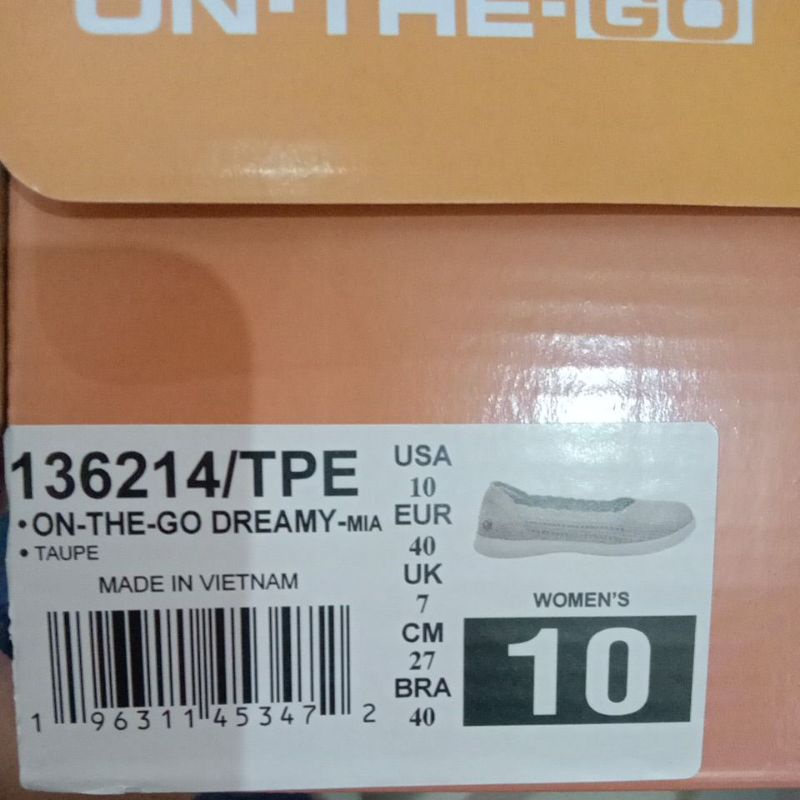 ON-THE-GO
136214/TPE
• ON-THE-GO DREAMY-MIA
• TAUPE
MADE IN VIETNAM
1 96311 45347 2
USA
10
EUR
40
UK
7
CM
27
BRA
40
WOMEN'S
10